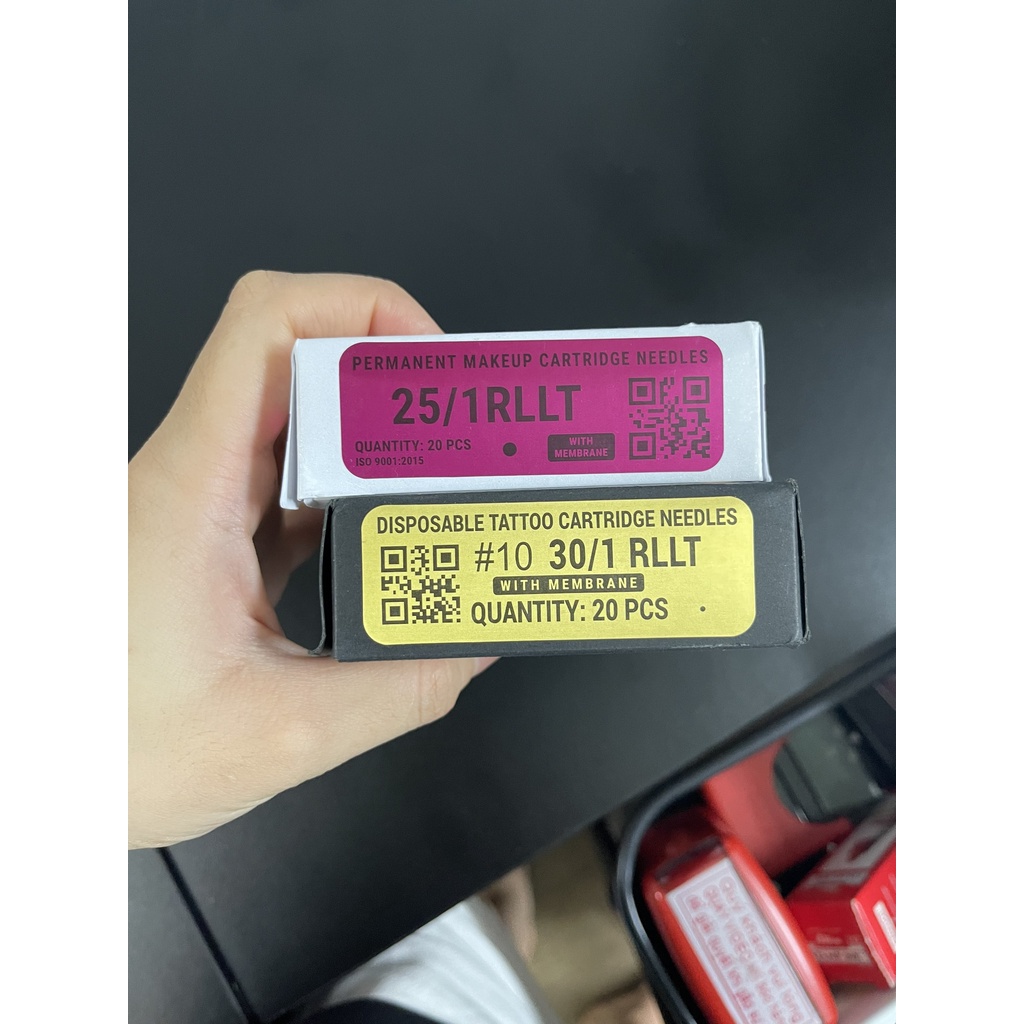 PERMANENT MAKEUP CARTRIDGE NEEDLES
25/1RLLT
QUANTITY: 20 PCS
ISO 9001:2015
WITH
MEMBRANE
DISPOSABLE TATTOO CARTRIDGE NEEDLES
#10 30/1 RLLT
WITH MEMBRANE
QUANTITY: 20 PCS